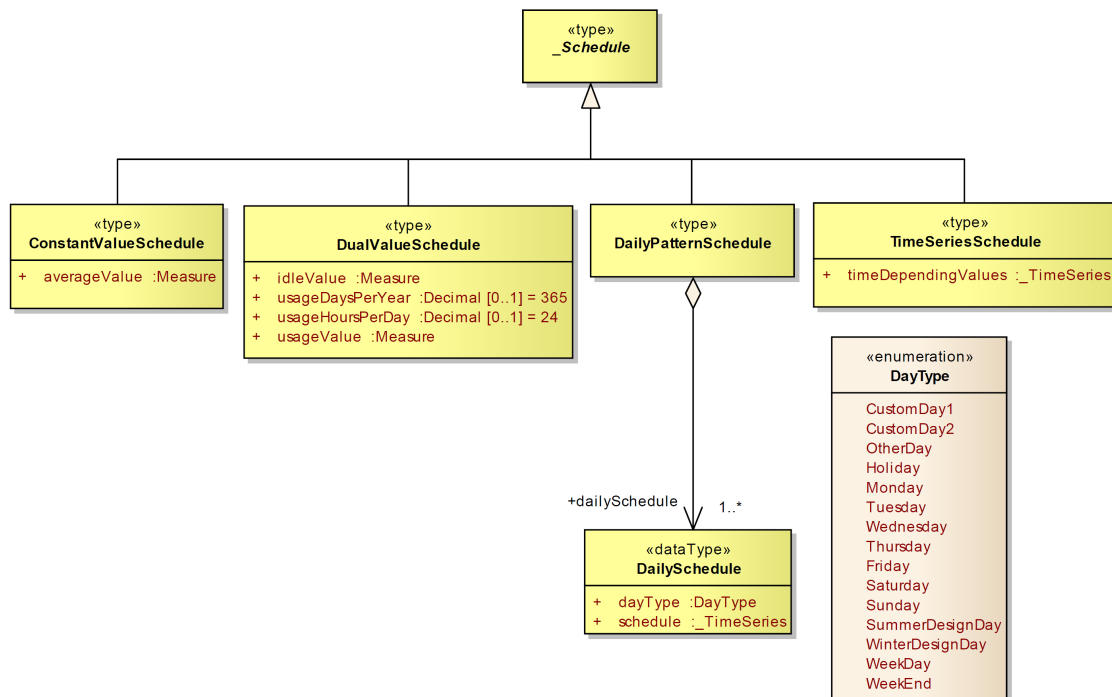 «type»
_Schedule
«type»
ConstantValueSchedule
+ averageValue :Measure
«type»
DualValueSchedule
+ idleValue :Measure
+ usageDaysPerYear :Decimal [0..1] = 365
+ usageHoursPerDay :Decimal [0..1] = 24
+ usageValue :Measure
«type»
DailyPatternSchedule
«type»
TimeSeriesSchedule
+ timeDependingValues :_TimeSeries
+dailySchedule
1..*
«dataType»
DailySchedule
+ dayType :DayType
+ schedule :_TimeSeries
«enumeration»
DayType
CustomDay1
CustomDay2
OtherDay
Holiday
Monday
Tuesday
Wednesday
Thursday
Friday
Saturday
Sunday
SummerDesignDay
WinterDesignDay
WeekDay
WeekEnd